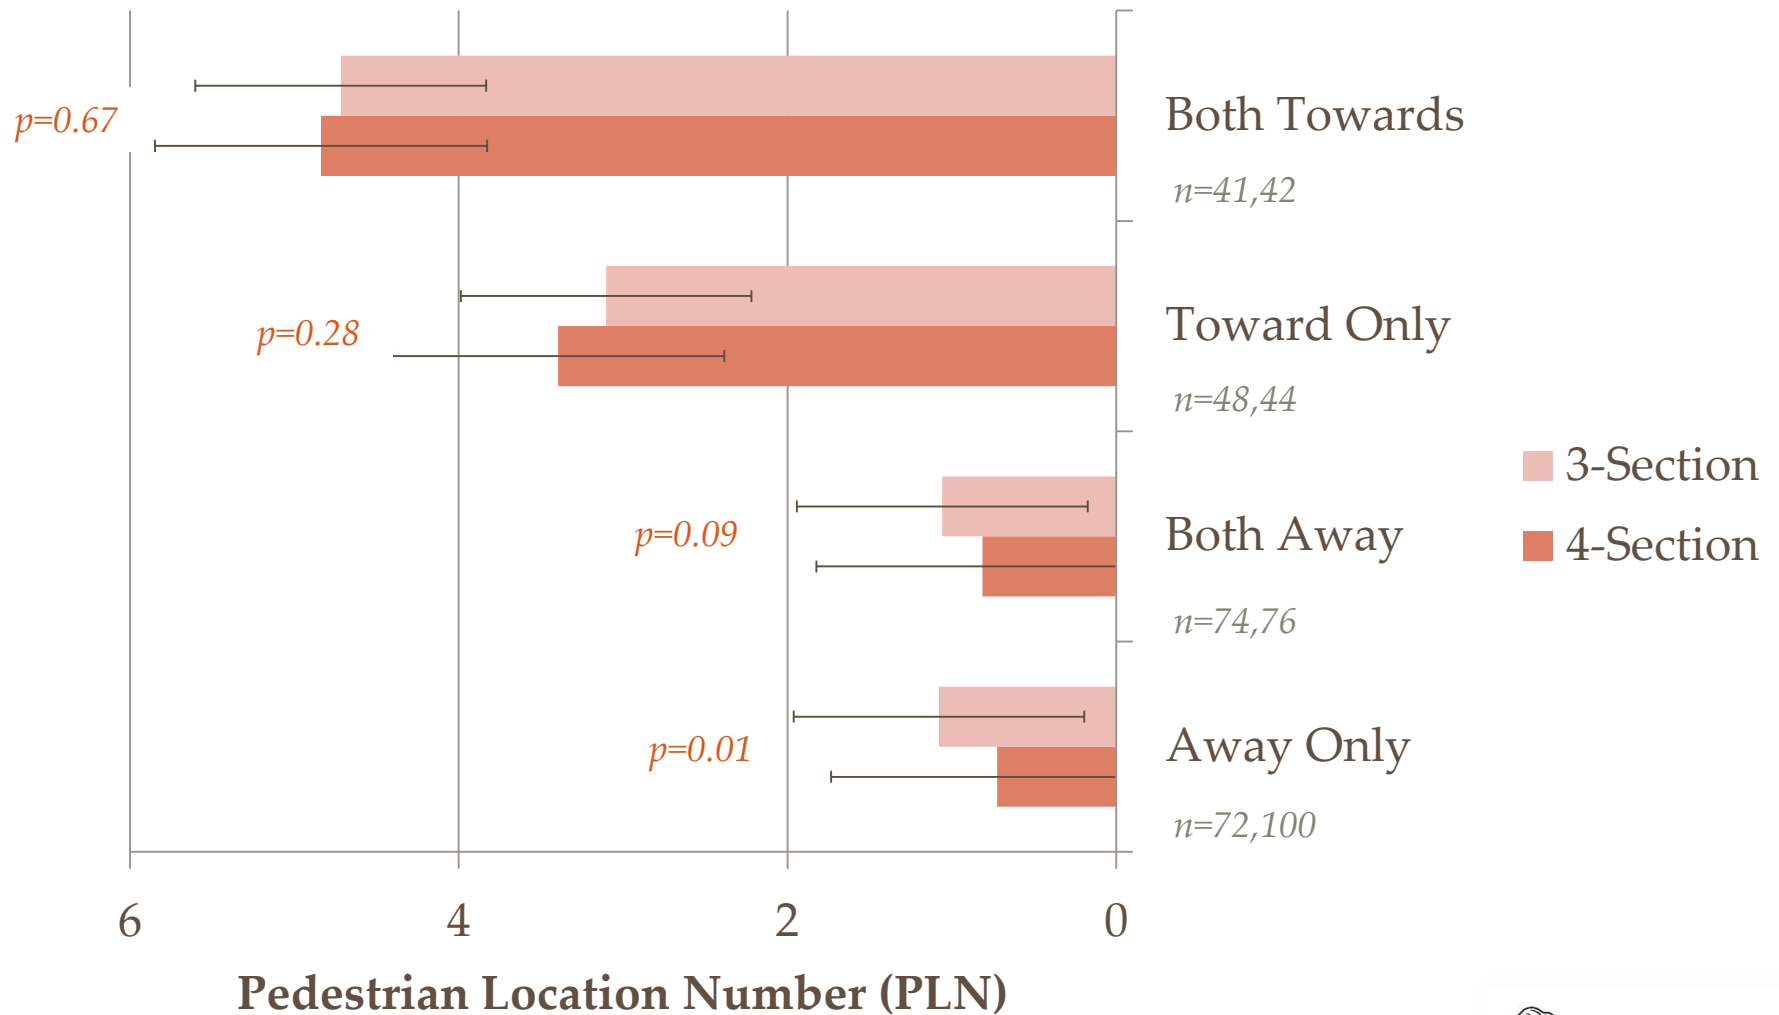 p=0.67
Both Towards
n=41,42
p=0.28
Toward Only
n=48,44
3-Section
p=0.09
Both Away
4-Section
n=74,76
p=0.01
Away Only
n=72,100
6 4 2 0
Pedestrian Location Number (PLN)